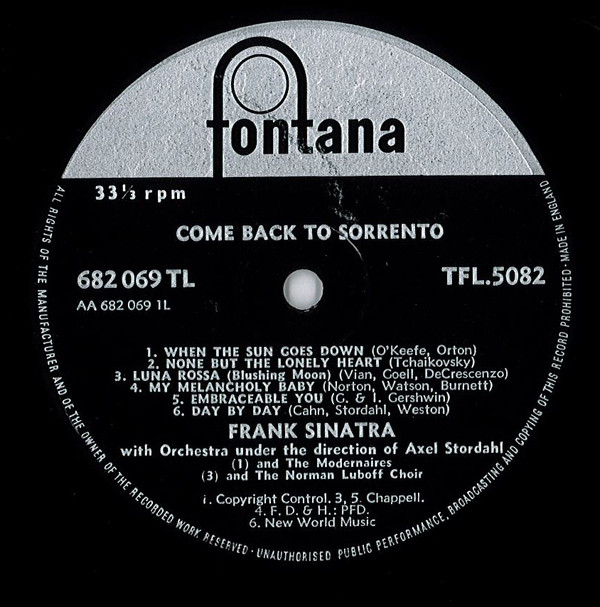 fontana
33⅓ rpm
COME BACK TO SORRENTO
682 069 TL
TFL.5082
AA 682 069 1L
1. WHEN THE SUN GOES DOWN (O'Keefe, Orton)
2. NONE BUT THE LONELY HEART (Tchaikovsky)
3. LUNA ROSSA (Blushing Moon) (Vian, Goell, DeCrescenzo)
4. MY MELANCHOLY BABY (Norton, Watson, Burnett)
5. EMBRACEABLE YOU (G. & I. Gershwin)
6. DAY BY DAY (Cahn, Stordahl, Weston)
FRANK SINATRA
with Orchestra under the direction of Axel Stordahl
(1) and The Modernaires
(3) and The Norman Luboff Choir
1. Copyright Control. 3, 5. Chappell.
4. F. D. & H.: PFD.
6. New World Music
ALL RIGHTS OF THE MANUFACTURER AND OF THE OWNER OF THE RECORDED WORK RESERVED · UNAUTHORISED PUBLIC PERFORMANCE, BROADCASTING AND COPYING OF THIS RECORD PROHIBITED · MADE IN ENGLAND